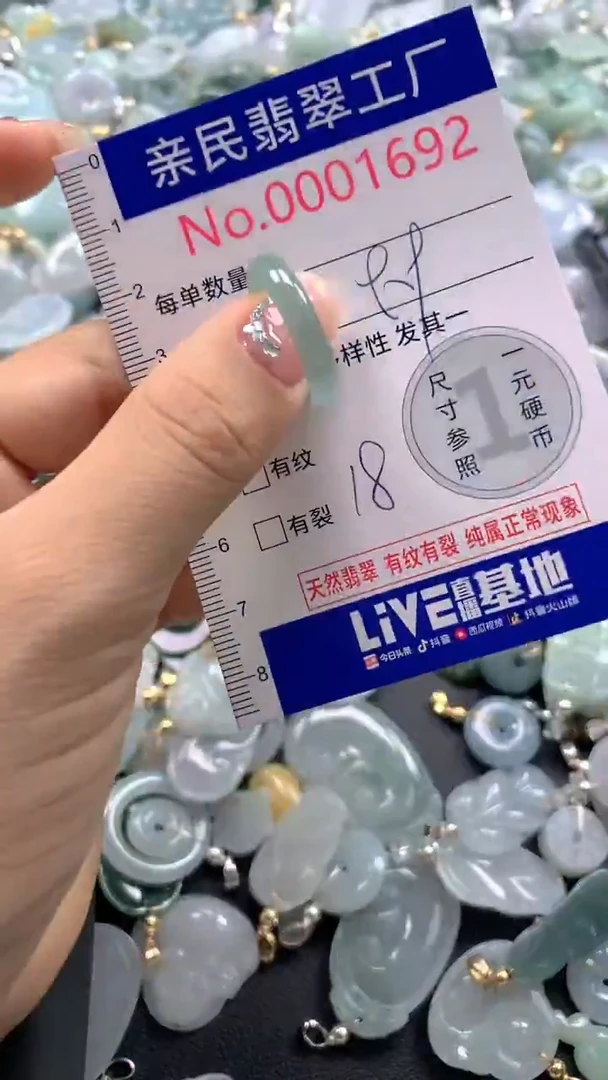 亲民翡翠工厂
No.0001692
每单数量
样性 发其一
尺寸参照
1
一元硬币
有纹
18
有裂
天然翡翠 有纹有裂 纯属正常现象
LiVE直播基地
今日头条 抖音 西瓜视频 抖音火山版
0
1
2
3
6
7
8